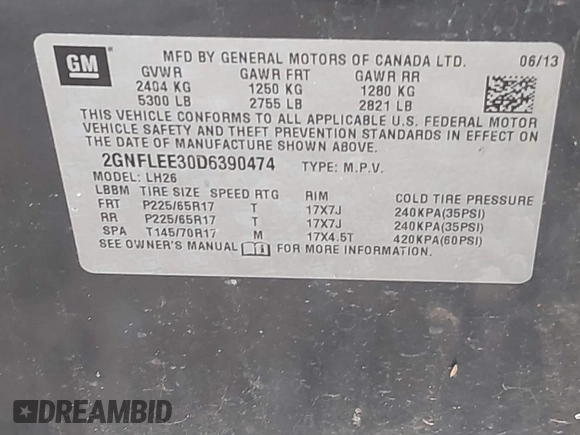 GM
MFD BY GENERAL MOTORS OF CANADA LTD. 06/13
GVWR GAWR FRT GAWR RR
2404 KG 1250 KG 1280 KG
5300 LB 2755 LB 2821 LB
THIS VEHICLE CONFORMS TO ALL APPLICABLE U.S. FEDERAL MOTOR
VEHICLE SAFETY AND THEFT PREVENTION STANDARDS IN EFFECT ON
THE DATE OF MANUFACTURE SHOWN ABOVE.
2GNFLEE30D6390474 TYPE: M.P.V.
MODEL: LH26
LBBM TIRE SIZE SPEED RTG RIM COLD TIRE PRESSURE
FRT P225/65R17 T 17X7J 240KPA(35PSI)
RR P225/65R17 T 17X7J 240KPA(35PSI)
SPA T145/70R17 M 17X4.5T 420KPA(60PSI)
SEE OWNER'S MANUAL FOR MORE INFORMATION.
DREAMBID